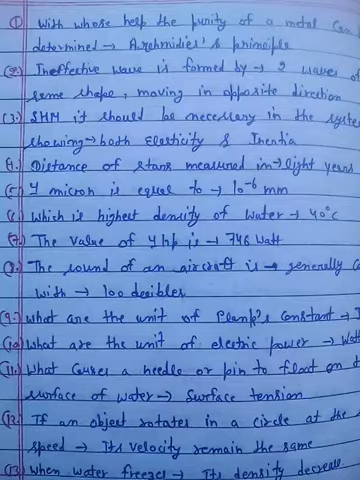 ① With whose help the purity of a metal Can
determined → Archmidies's principle
(2.) Ineffective wave is formed by → 2 waves of
same shape, moving in opposite direction
(3.) SHM it should be necessary in the syste
showing → both Elasticity & Inertia
4. Distance of stars measured in → light years
(5.) 1 micron is equal to → 10⁻⁶ mm
6. Which is highest density of water → 40°c
(7.) The value of 1 hp is → 746 Watt
(8.) The sound of an aircraft is → generally
with → 100 decibles
(9.) What are the unit of Plank's Constant →
(10.) What are the unit of electric power → Watt
(11.) What causes a needle or pin to float on
surface of water → Surface tension
(12.) If an object rotates in a circle at the
speed → Its velocity remain the same
(13.) When water freezes → Its density decrease